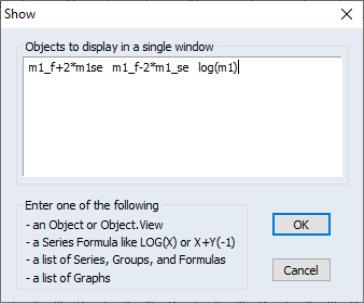 Show
Objects to display in a single window
m1_f+2*m1se m1_f-2*m1_se log(m1)
Enter one of the following
- an Object or Object.View
- a Series Formula like LOG(X) or X+Y(-1)
- a list of Series, Groups, and Formulas
- a list of Graphs
OK
Cancel